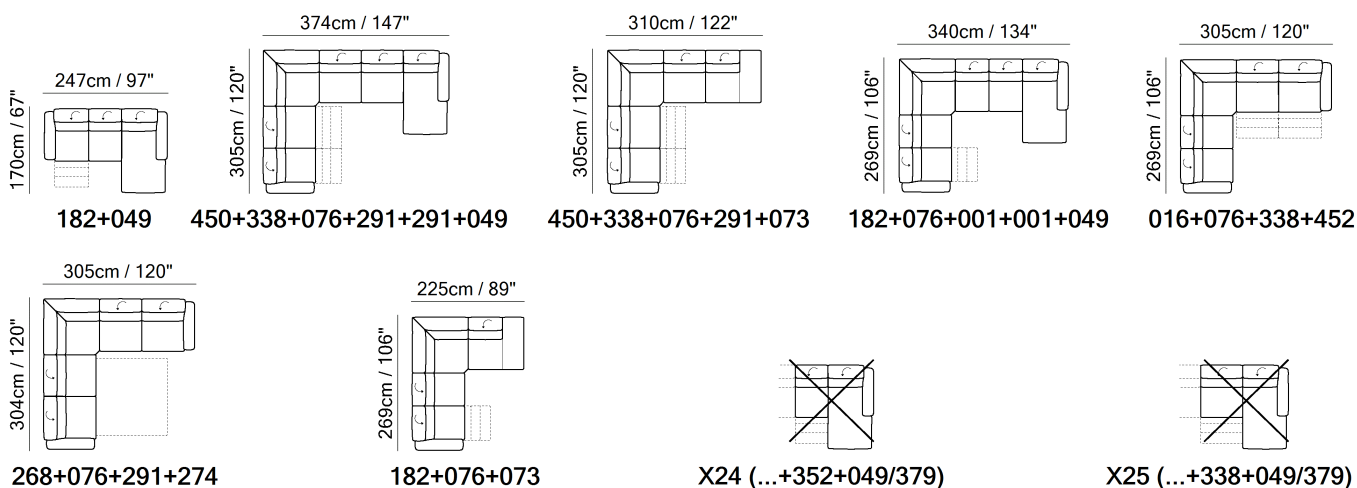 247cm / 97"
170cm / 67"
182+049
374cm / 147"
305cm / 120"
450+338+076+291+291+049
310cm / 122"
305cm / 120"
450+338+076+291+073
340cm / 134"
269cm / 106"
182+076+001+001+049
305cm / 120"
269cm / 106"
016+076+338+452
305cm / 120"
304cm / 120"
268+076+291+274
225cm / 89"
269cm / 106"
182+076+073
X24 (...+352+049/379)
X25 (...+338+049/379)